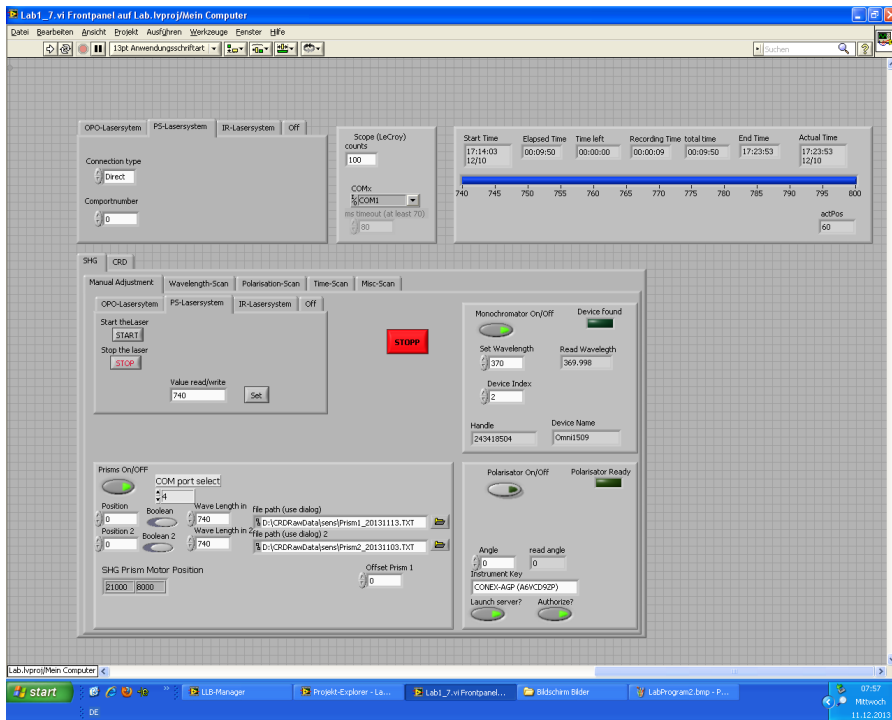 Lab1_7.vi Frontpanel auf Lab.lvproj/Mein Computer
Datei Bearbeiten Ansicht Projekt Ausführen Werkzeuge Fenster Hilfe
13pt Anwendungsschriftart
Suchen
OPO-Lasersytem PS-Lasersystem IR-Lasersystem Off
Connection type
Direct
Comportnumber
0
Scope (LeCroy)
counts
100
COMx
COM1
ms timeout (at least 70)
80
Start Time Elapsed Time Time left Recording Time total time End Time Actual Time
17:14:03 00:09:50 00:00:00 00:00:09 00:09:50 17:23:53 17:23:53
12/10 12/10
740 745 750 755 760 765 770 775 780 785 790 795 800
actPos
60
SHG CRD
Manual Adjustment Wavelength-Scan Polarisation-Scan Time-Scan Misc-Scan
OPO-Lasersytem PS-Lasersystem IR-Lasersystem Off
Start theLaser
START
Stop the laser
STOP
Value read/write
740 Set
STOPP
Monochromator On/Off Device found
Set Wavelength Read Wavelegth
370 369.998
Device Index
2
Handle Device Name
243418504 Omni1509
Prisms On/OFF
COM port select
4
Position Boolean Wave Length in file path (use dialog)
0 740 D:\CRDRawData\sens\Prism1_20131113.TXT
Position 2 Boolean 2 Wave Length in 2 file path (use dialog) 2
0 740 D:\CRDRawData\sens\Prism2_20131103.TXT
SHG Prism Motor Position
21000 8000
Offset Prism 1
0
Polarisator On/Off Polarisator Ready
Angle read angle
0 0
Instrument Key
CONEX-AGP (A6VCD9ZP)
Launch server? Authorize?
Lab.lvproj/Mein Computer
start
LLB-Manager
Projekt-Explorer - La...
Lab1_7.vi Frontpanel...
Bildschirm Bilder
LabProgram2.bmp - P...
DE
07:57
Mittwoch
11.12.2013